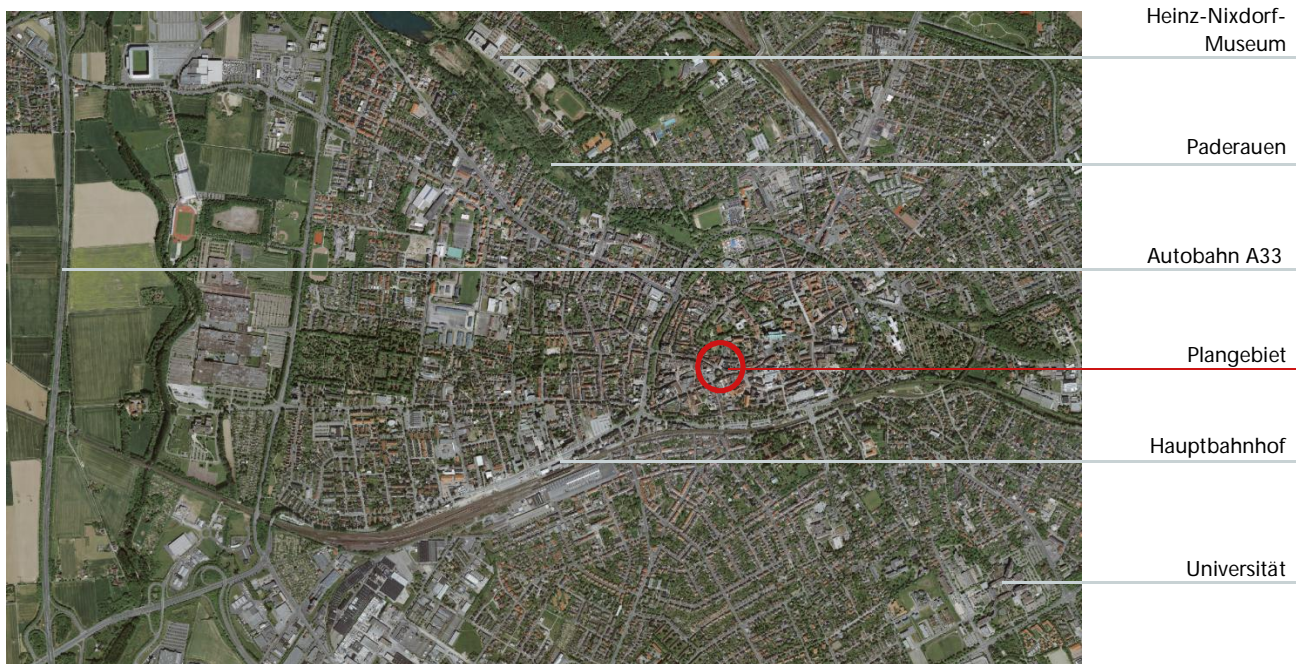 Heinz-Nixdorf-
Museum
Paderauen
Autobahn A33
Plangebiet
Hauptbahnhof
Universität